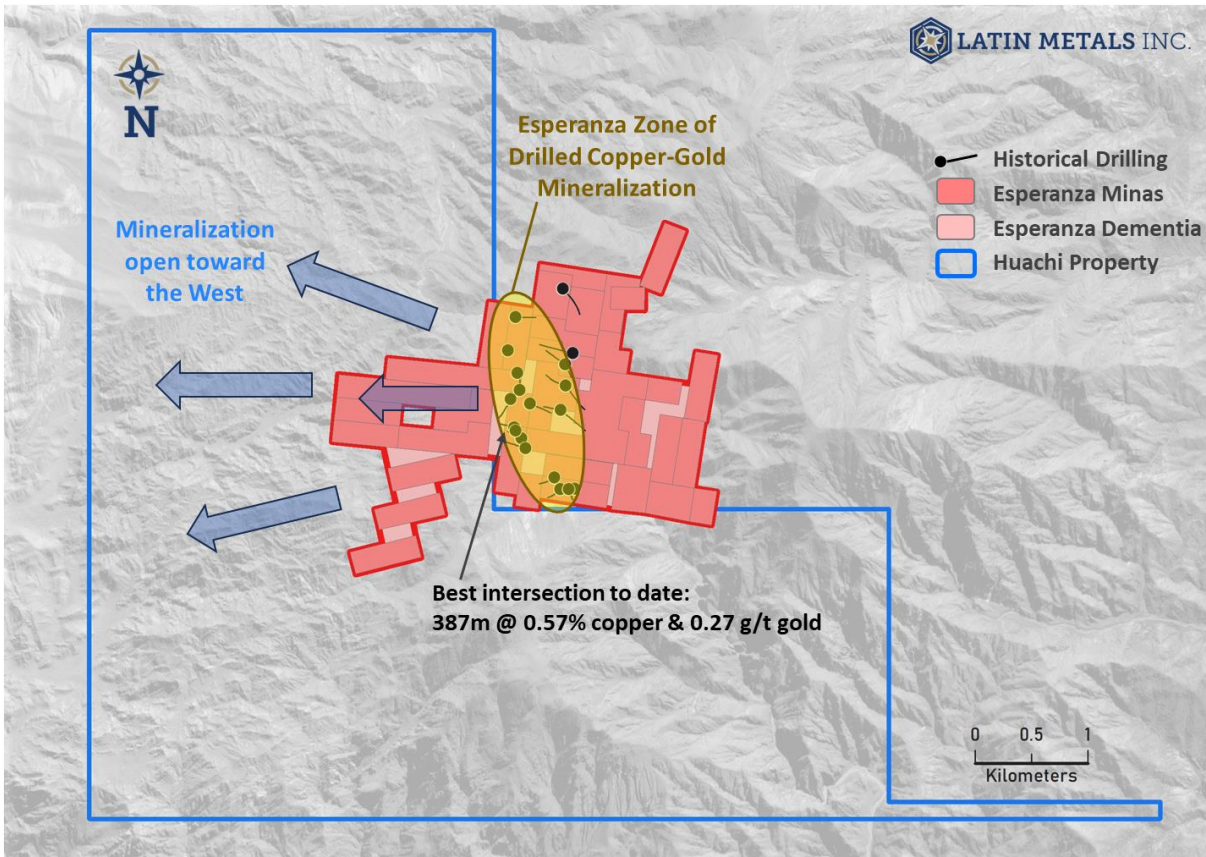 LATIN METALS INC.
N
Esperanza Zone of
Drilled Copper-Gold
Mineralization
Historical Drilling
Esperanza Minas
Esperanza Dementia
Huachi Property
Mineralization
open toward
the West
Best intersection to date:
387m @ 0.57% copper & 0.27 g/t gold
0 0.5 1
Kilometers